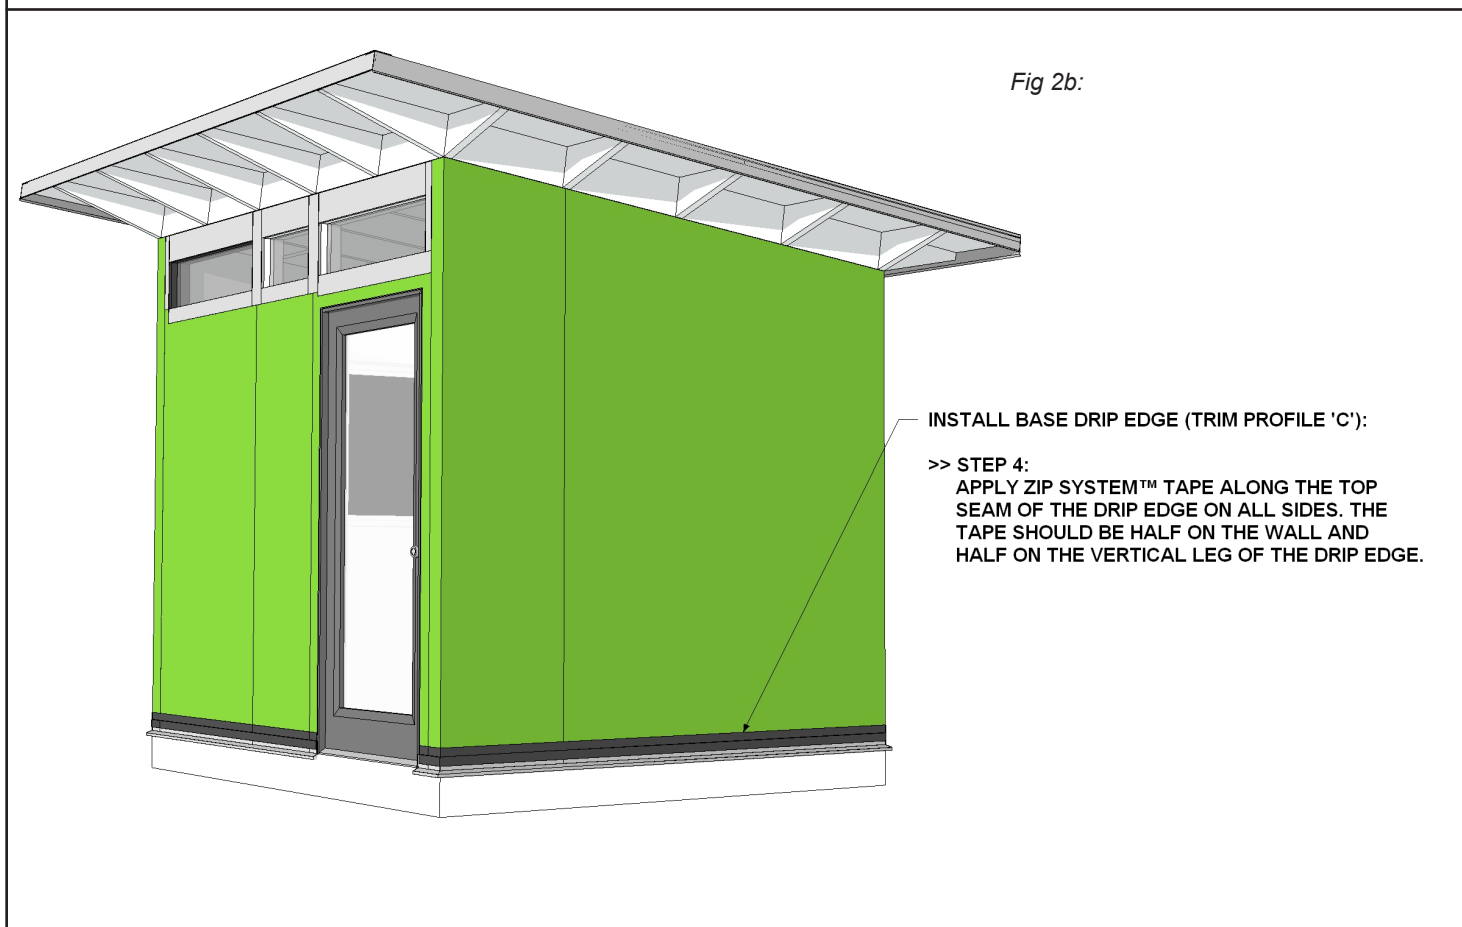 Fig 2b:
INSTALL BASE DRIP EDGE (TRIM PROFILE 'C'):
>> STEP 4:
APPLY ZIP SYSTEM™ TAPE ALONG THE TOP
SEAM OF THE DRIP EDGE ON ALL SIDES. THE
TAPE SHOULD BE HALF ON THE WALL AND
HALF ON THE VERTICAL LEG OF THE DRIP EDGE.